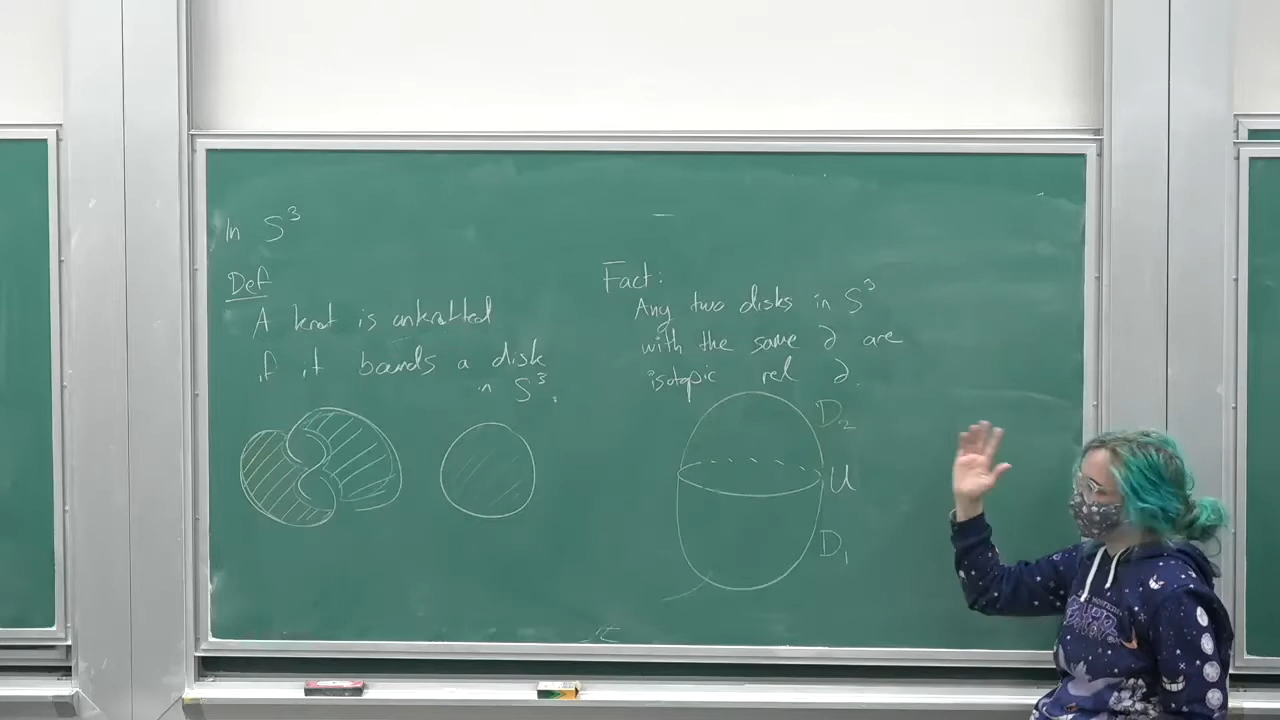 In S³
Def
A knot is unknotted
if it bounds a disk
in S³.
Fact:
Any two disks in S³
with the same ∂ are
isotopic rel ∂.
D₂
U
D₁